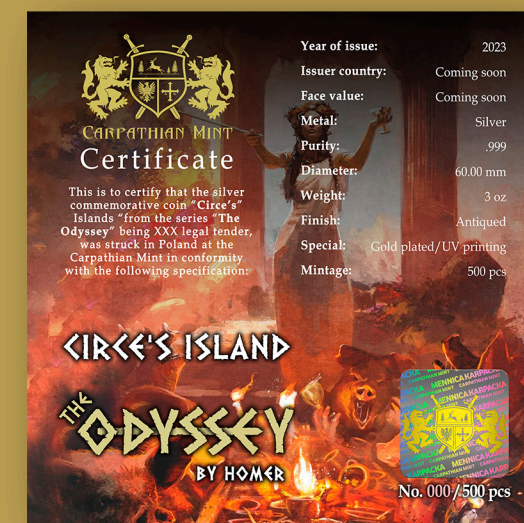 CARPATHIAN MINT
Certificate
This is to certify that the silver
commemorative coin "Circe's"
Islands "from the series "The
Odyssey" being XXX legal tender,
was struck in Poland at the
Carpathian Mint in conformity
with the following specification:
Year of issue: 2023
Issuer country: Coming soon
Face value: Coming soon
Metal: Silver
Purity: .999
Diameter: 60.00 mm
Weight: 3 oz
Finish: Antiqued
Special: Gold plated/UV printing
Mintage: 500 pcs
CIRCE'S ISLAND
THE
ODYSSEY
BY HOMER
MENNICA KARPACKA
CARPATHIAN MINT
No. 000/500 pcs